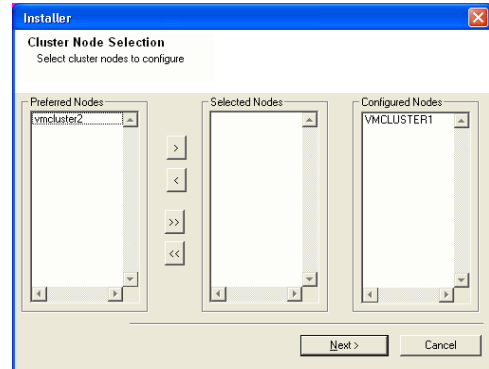 Installer
Cluster Node Selection
Select cluster nodes to configure
Preferred Nodes
vmcluster2
>
<
>>
<<
Selected Nodes
Configured Nodes
VMCLUSTER1
Next >
Cancel